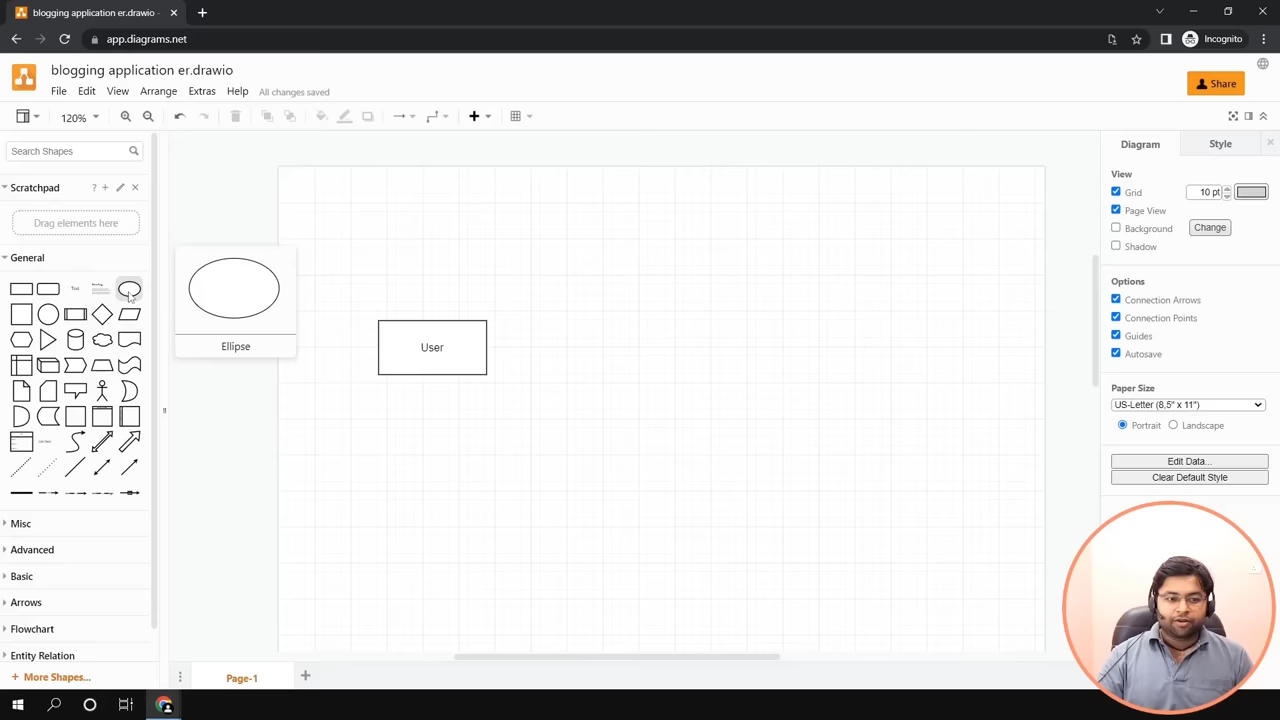 blogging application er.drawio -
app.diagrams.net
Incognito
blogging application er.drawio
File Edit View Arrange Extras Help All changes saved
Share
120%
Search Shapes
Scratchpad ?
Drag elements here
General
Text
Ellipse
Misc
Advanced
Basic
Arrows
Flowchart
Entity Relation
+ More Shapes...
User
Page-1
Diagram Style
View
Grid 10 pt
Page View
Background Change
Shadow
Options
Connection Arrows
Connection Points
Guides
Autosave
Paper Size
US-Letter (8,5" x 11")
Portrait Landscape
Edit Data...
Clear Default Style